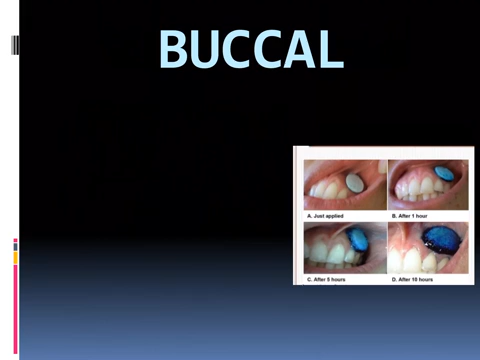 BUCCAL
A. Just applied
B. After 1 hour
C. After 5 hours
D. After 10 hours